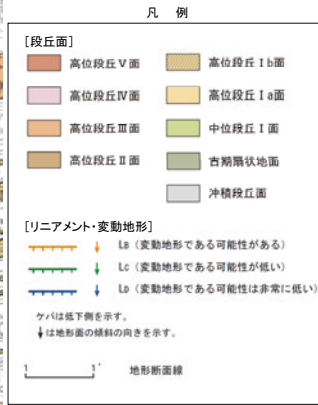 凡 例
[段丘面]
高位段丘Ⅴ面
高位段丘Ⅰb面
高位段丘Ⅳ面
高位段丘Ⅰa面
高位段丘Ⅲ面
中位段丘Ⅰ面
高位段丘Ⅱ面
古期扇状地面
沖積段丘面
[リニアメント・変動地形]
LB (変動地形である可能性がある)
LC (変動地形である可能性が低い)
LD (変動地形である可能性は非常に低い)
ケバは低下側を示す。
↓は地形面の傾斜の向きを示す。
1 1' 地形断面線